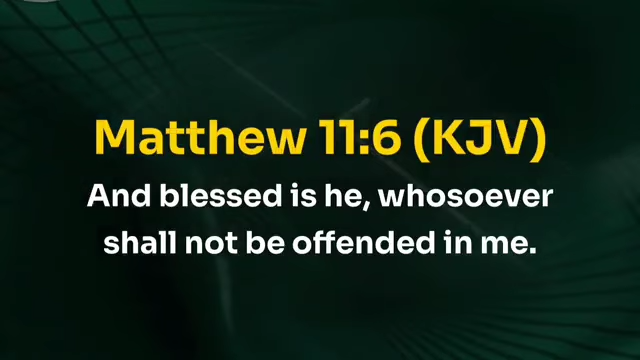 Matthew 11:6 (KJV)
And blessed is he, whosoever
shall not be offended in me.